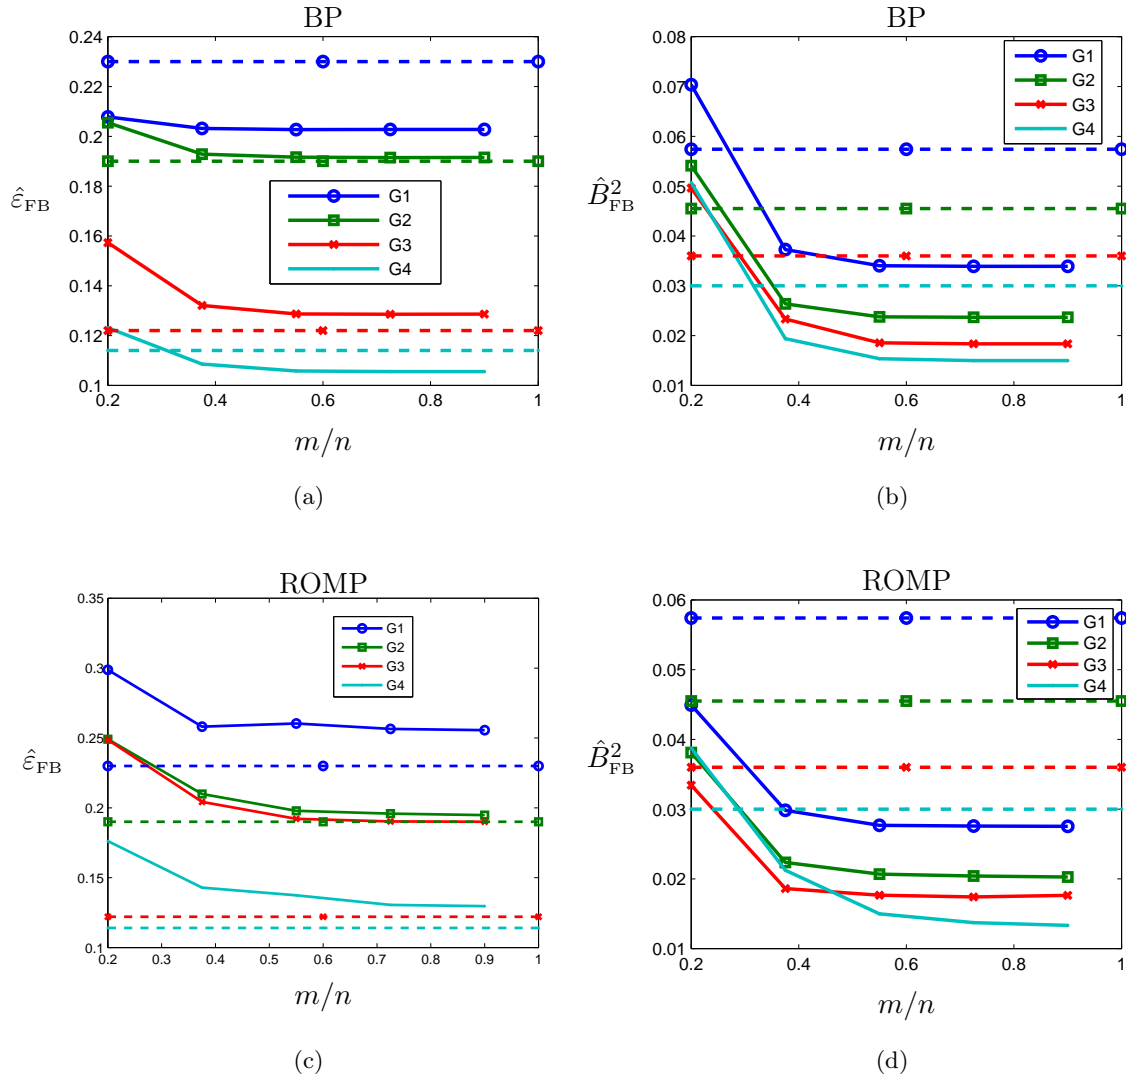 BP
0.24
0.22
0.2
0.18
0.16
0.14
0.12
0.1
ε̂_FB
G1
G2
G3
G4
0.2 0.4 0.6 0.8 1
m/n
(a)
BP
0.08
0.07
0.06
0.05
0.04
0.03
0.02
0.01
B̂²_FB
G1
G2
G3
G4
0.2 0.4 0.6 0.8 1
m/n
(b)
ROMP
0.35
0.3
0.25
0.2
0.15
0.1
ε̂_FB
G1
G2
G3
G4
0.2 0.3 0.4 0.5 0.6 0.7 0.8 0.9 1
m/n
(c)
ROMP
0.06
0.05
0.04
0.03
0.02
0.01
B̂²_FB
G1
G2
G3
G4
0.2 0.4 0.6 0.8 1
m/n
(d)